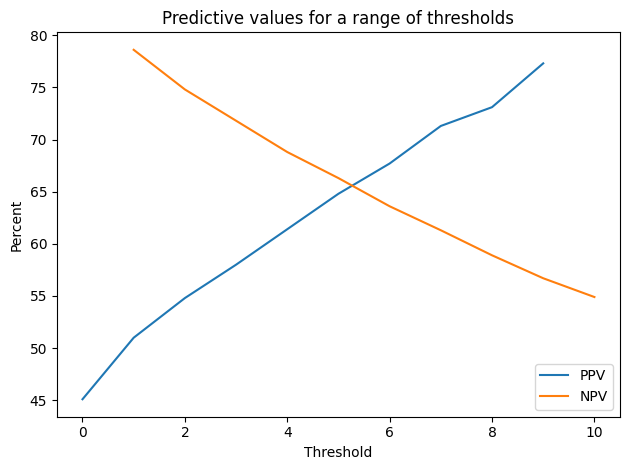 Predictive values for a range of thresholds
80
75
70
65
60
55
50
45
Percent
0 2 4 6 8 10
Threshold
PPV
NPV